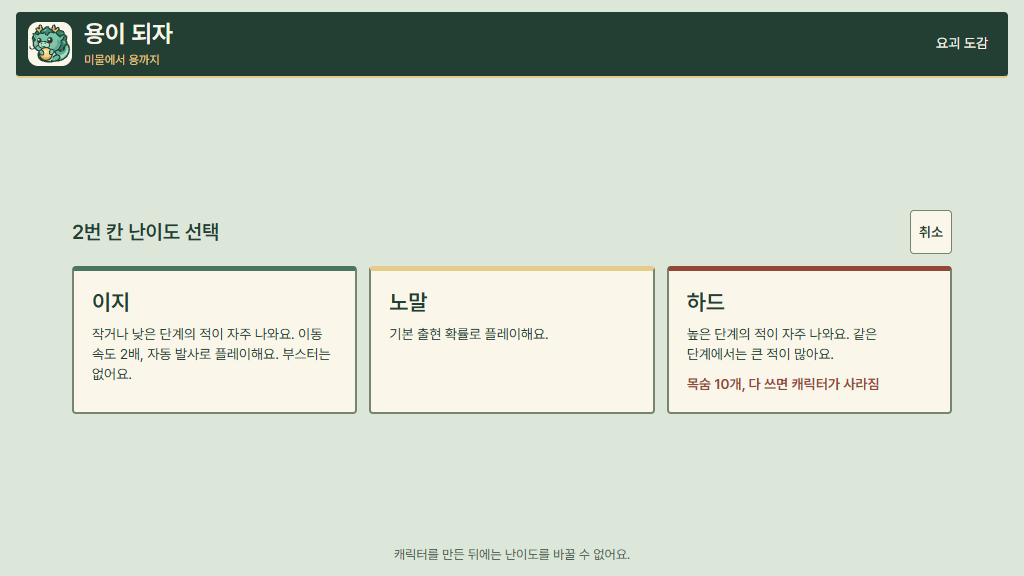 용이 되자
미물에서 용까지
요괴 도감
2번 칸 난이도 선택
취소
이지
작거나 낮은 단계의 적이 자주 나와요. 이동
속도 2배, 자동 발사로 플레이해요. 부스터는
없어요.
노말
기본 출현 확률로 플레이해요.
하드
높은 단계의 적이 자주 나와요. 같은
단계에서는 큰 적이 많아요.
목숨 10개, 다 쓰면 캐릭터가 사라짐
캐릭터를 만든 뒤에는 난이도를 바꿀 수 없어요.